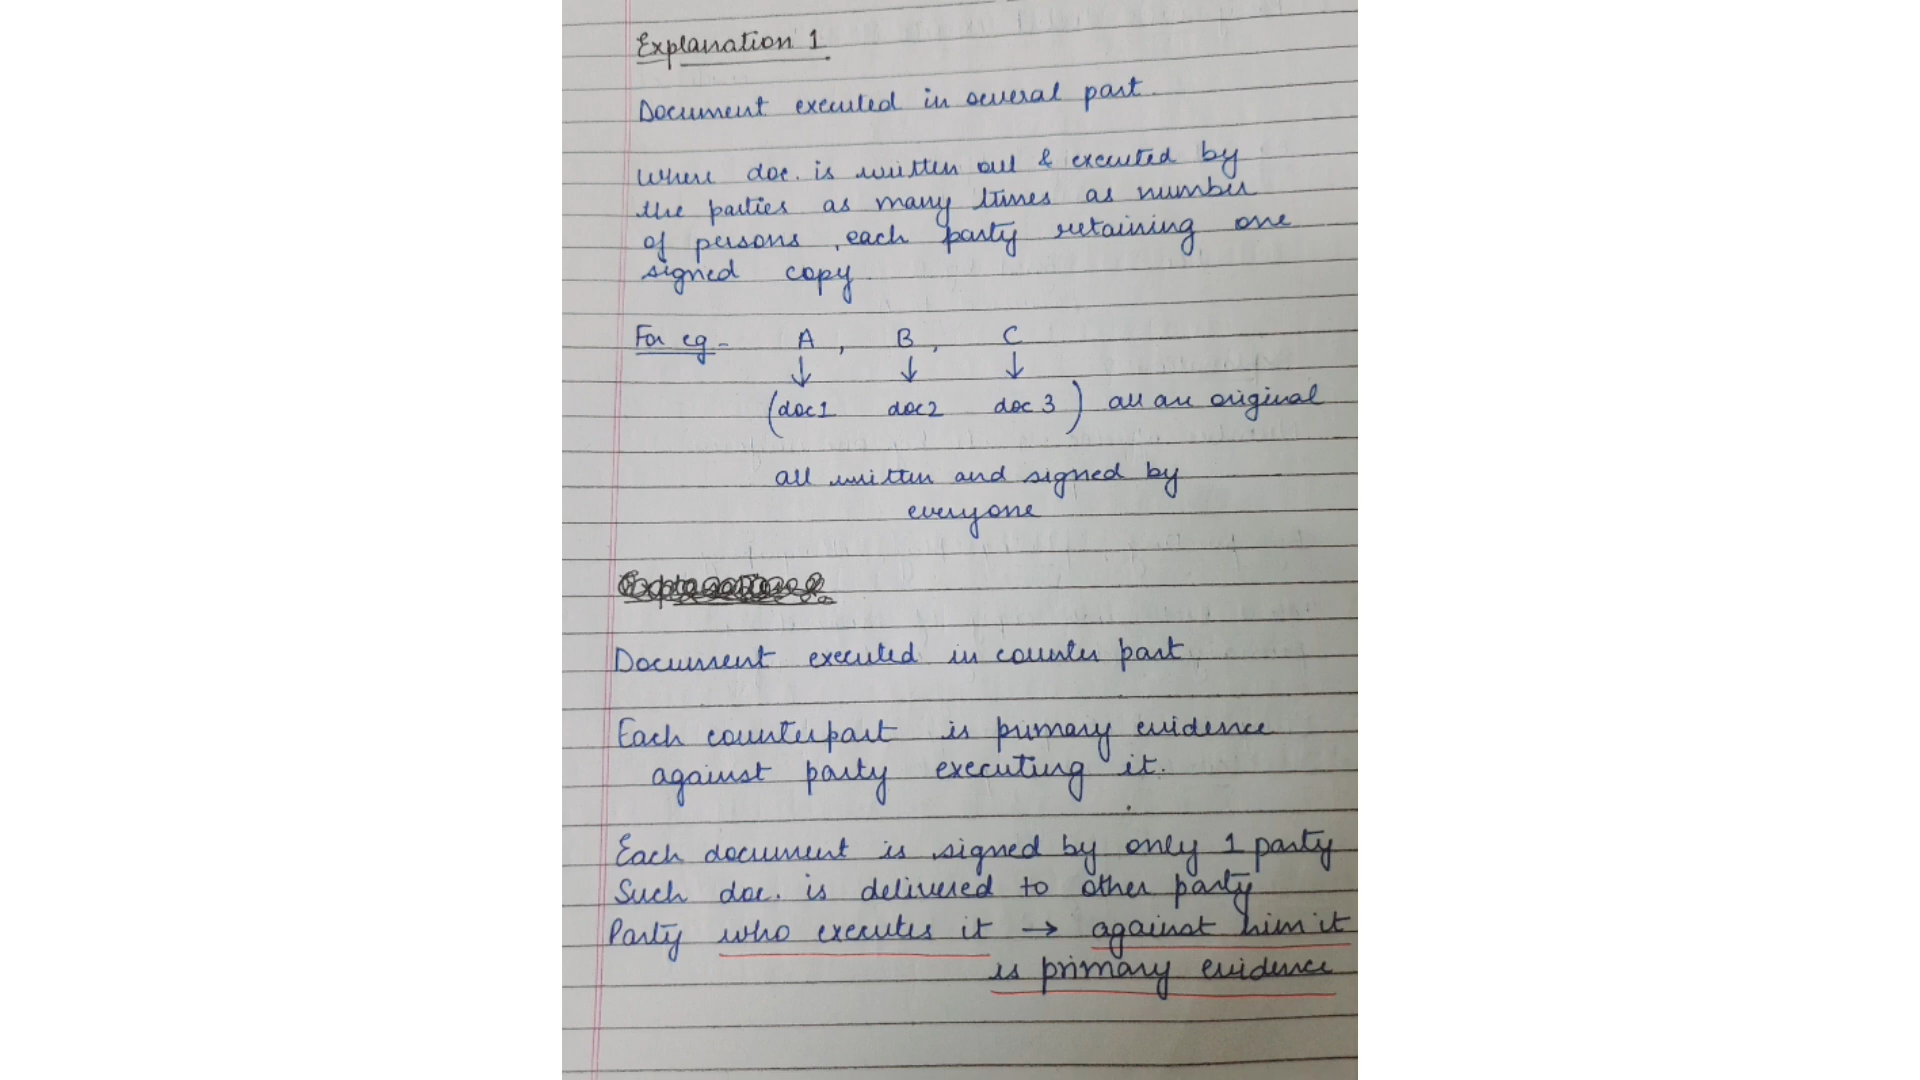 Explanation 1
Document executed in several part
Where doc. is written out & executed by
the parties as many times as number
of persons, each party retaining one
signed copy
For eg - A, B, C
↓ ↓ ↓
(doc1 doc2 doc 3) all are original
all written and signed by
everyone
Document executed in counter part
Each counterpart is primary evidence
against party executing it.
Each document is signed by only 1 party
Such doc. is delivered to other party
Party who executes it → against him it
is primary evidence